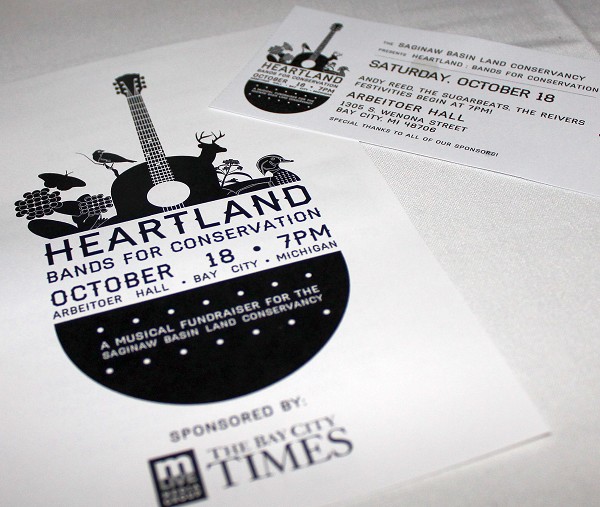 HEARTLAND
BANDS FOR CONSERVATION
OCTOBER 18 • 7PM
ARBEITOER HALL • BAY CITY • MICHIGAN
A MUSICAL FUNDRAISER FOR THE
SAGINAW BASIN LAND CONSERVANCY
SPONSORED BY:
THE BAY CITY
TIMES
HEARTLAND
BANDS FOR CONSERVATION
OCTOBER 18 • 7PM
THE SAGINAW BASIN LAND CONSERVANCY
PRESENTS HEARTLAND: BANDS FOR CONSERVATION
SATURDAY, OCTOBER 18
ANDY REED, THE SUGARBEATS, THE REIVERS
FESTIVITIES BEGIN AT 7PM!
ARBEITOER HALL
1305 S. WENONA STREET
BAY CITY, MI 48706
SPECIAL THANKS TO ALL OF OUR SPONSORS!